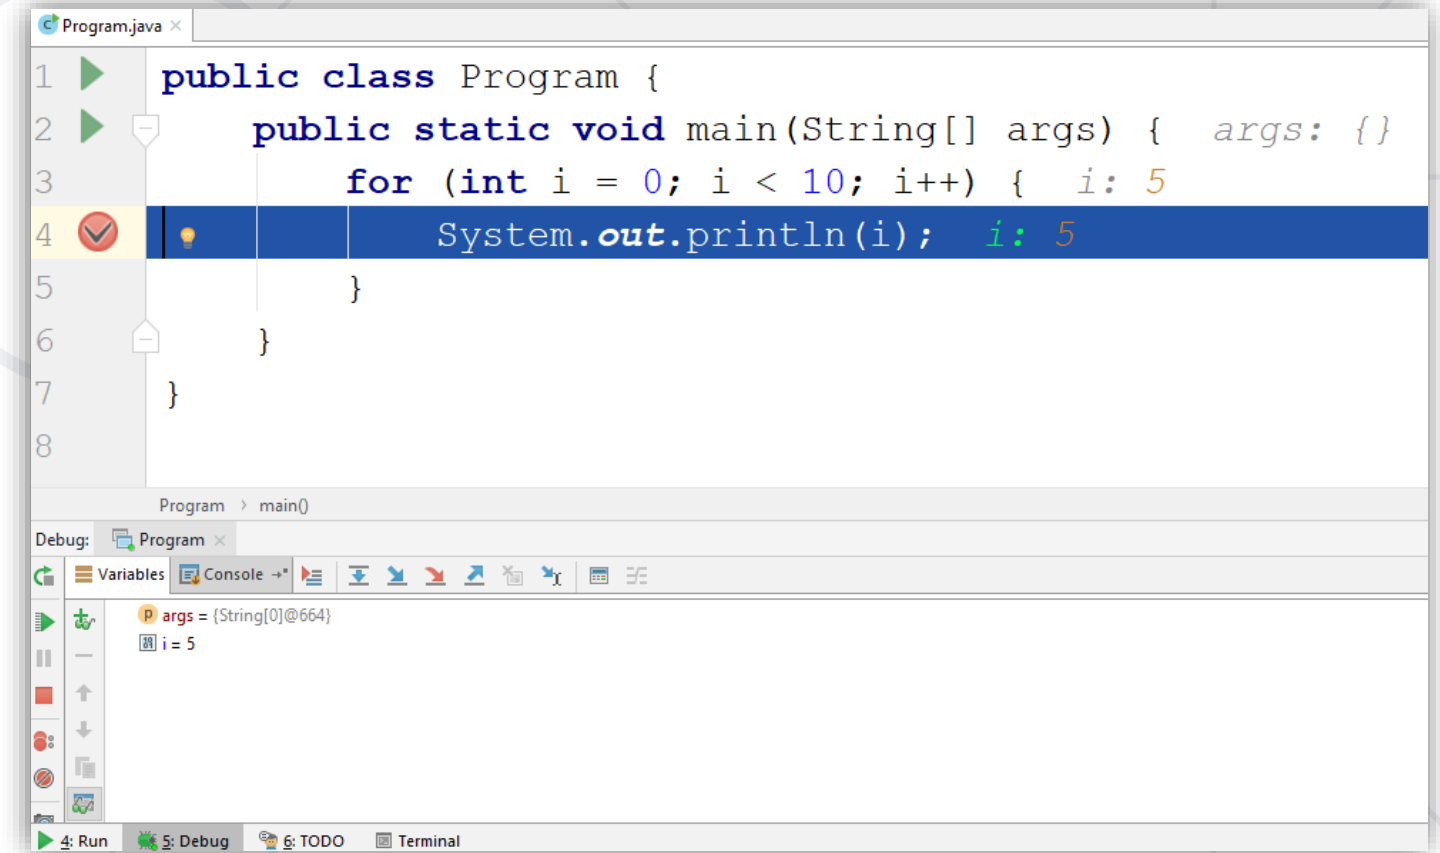 Program.java
1 public class Program {
2 public static void main(String[] args) { args: {}
3 for (int i = 0; i < 10; i++) { i: 5
4 System.out.println(i); i: 5
5 }
6 }
7 }
8
Program > main()
Debug: Program
Variables Console
args = {String[0]@664}
i = 5
4: Run 5: Debug 6: TODO Terminal